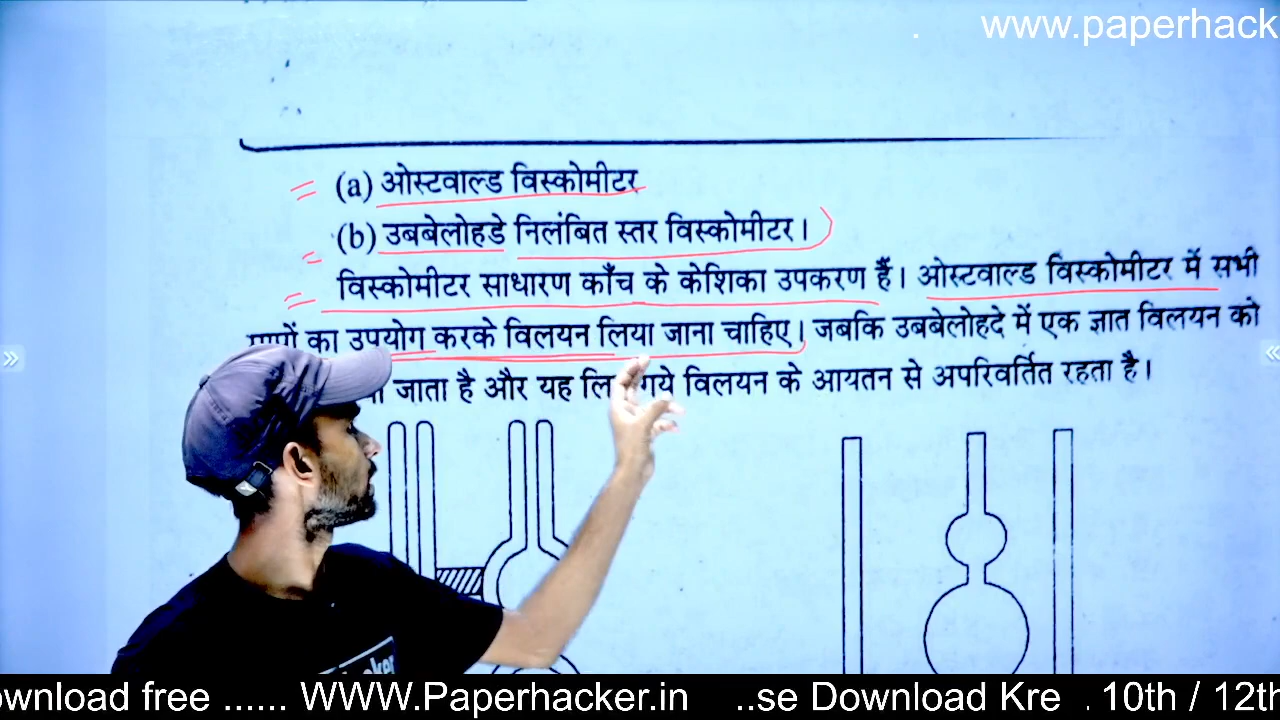 . www.paperhack
(a) ओस्टवाल्ड विस्कोमीटर
(b) उबबेलोहडे निलंबित स्तर विस्कोमीटर।
विस्कोमीटर साधारण काँच के केशिका उपकरण हैं। ओस्टवाल्ड विस्कोमीटर में सभी
का उपयोग करके विलयन लिया जाना चाहिए। जबकि उबबेलोहदे में एक ज्ञात विलयन को
जाता है और यह गये विलयन के आयतन से अपरिवर्तित रहता है।
ownload free ...... WWW.Paperhacker.in ..se Download Kre . 10th / 12th